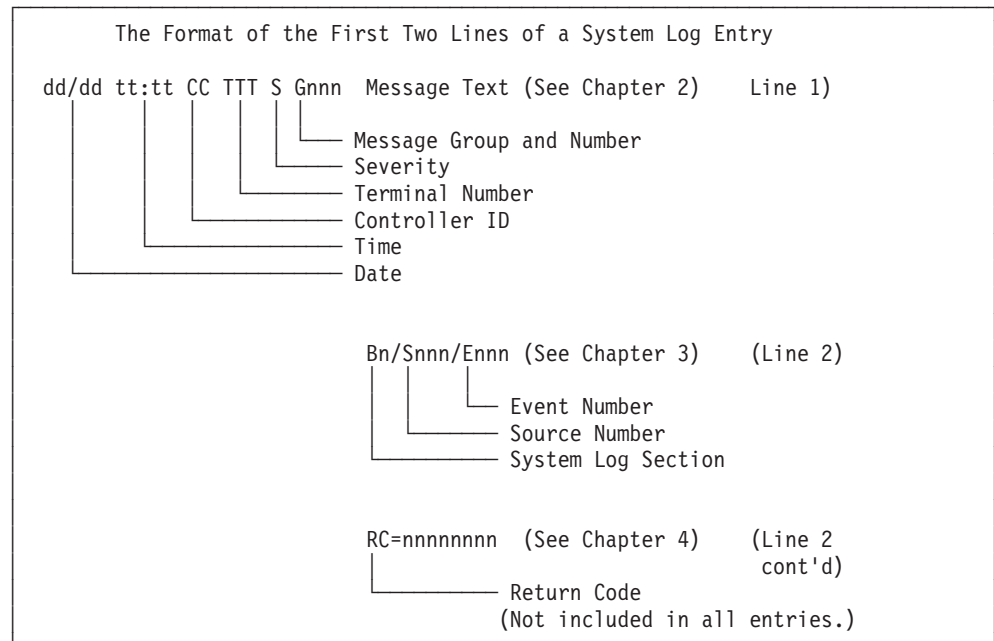 The Format of the First Two Lines of a System Log Entry
dd/dd tt:tt CC TTT S Gnnn Message Text (See Chapter 2) Line 1)
Message Group and Number
Severity
Terminal Number
Controller ID
Time
Date
Bn/Snnn/Ennn (See Chapter 3) (Line 2)
Event Number
Source Number
System Log Section
RC=nnnnnnnn (See Chapter 4) (Line 2
cont'd)
Return Code
(Not included in all entries.)